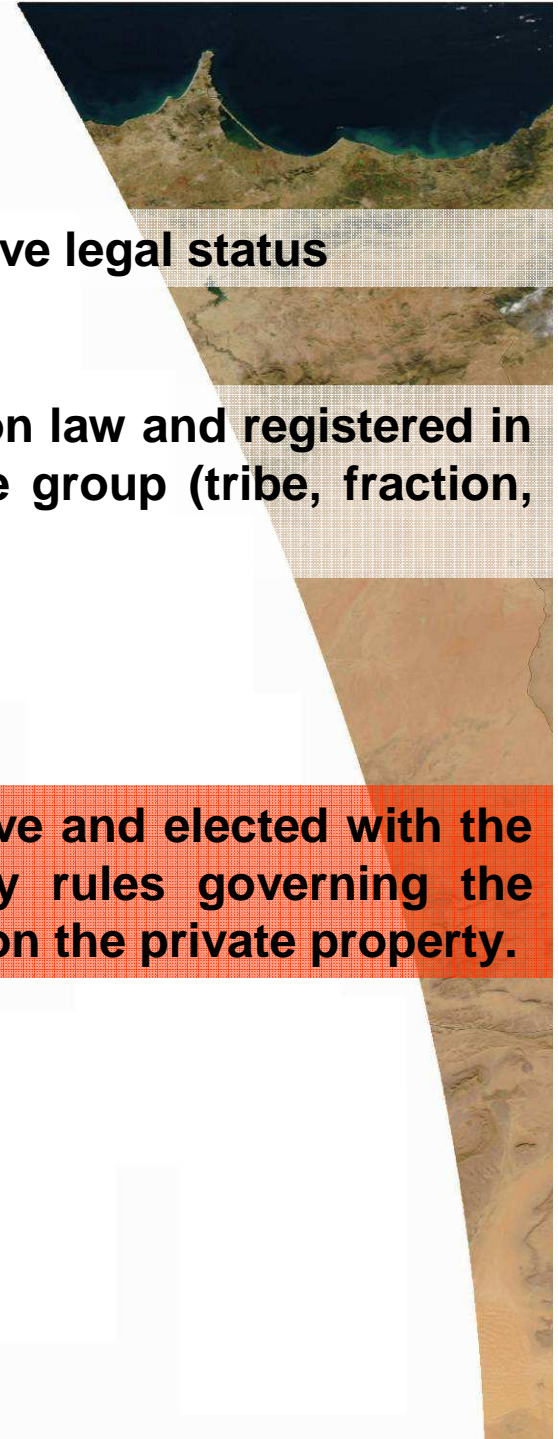 ve legal status
on law and registered in
e group (tribe, fraction,
ve and elected with the
y rules governing the
on the private property.